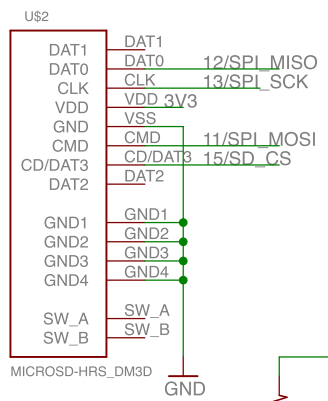 U$2
DAT1 DAT1
DAT0 DAT0 12/SPI_MISO
CLK CLK 13/SPI_SCK
VDD VDD 3V3
GND VSS
CMD CMD 11/SPI_MOSI
CD/DAT3 CD/DAT3 15/SD_CS
DAT2 DAT2
GND1 GND1
GND2 GND2
GND3 GND3
GND4 GND4
SW_A SW_A
SW_B SW_B
MICROSD-HRS_DM3D
GND